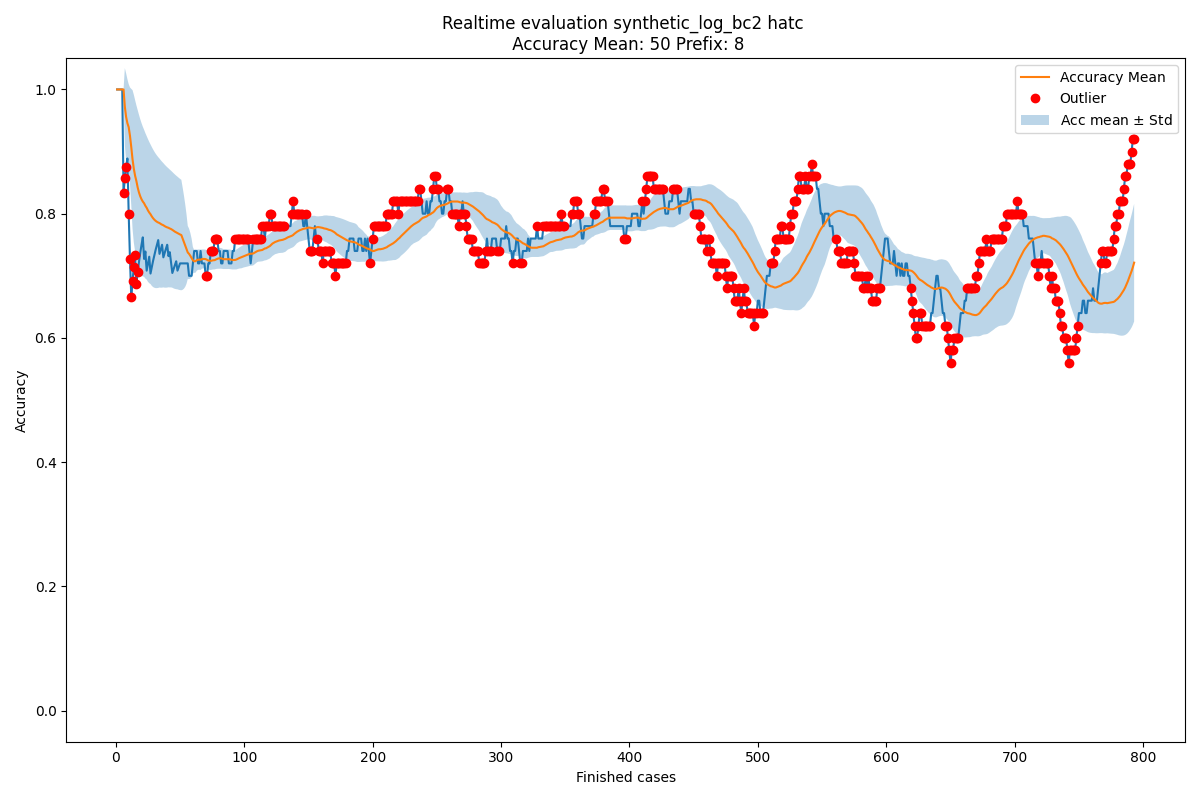 Realtime evaluation synthetic_log_bc2 hatc
Accuracy Mean: 50 Prefix: 8
Accuracy Mean
Outlier
Acc mean ± Std
1.0
0.8
0.6
0.4
0.2
0.0
Accuracy
0
100
200
300
400
500
600
700
800
Finished cases